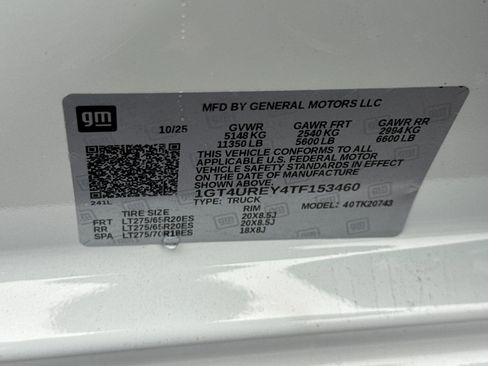 gm
MFD BY GENERAL MOTORS LLC
10/25 GVWR GAWR FRT GAWR RR
5148 KG 2540 KG 2994 KG
11350 LB 5600 LB 6600 LB
THIS VEHICLE CONFORMS TO ALL
APPLICABLE U.S. FEDERAL MOTOR
VEHICLE SAFETY STANDARDS IN EFFECT
ON THE DATE OF MANUFACTURE
1GT4UREY4TF153460
TYPE: TRUCK MODEL: 40TK20743
241L
TIRE SIZE RIM
FRT LT275/65R20ES 20X8.5J
RR LT275/65R20ES 20X8.5J
SPA LT275/70R18ES 18X8J